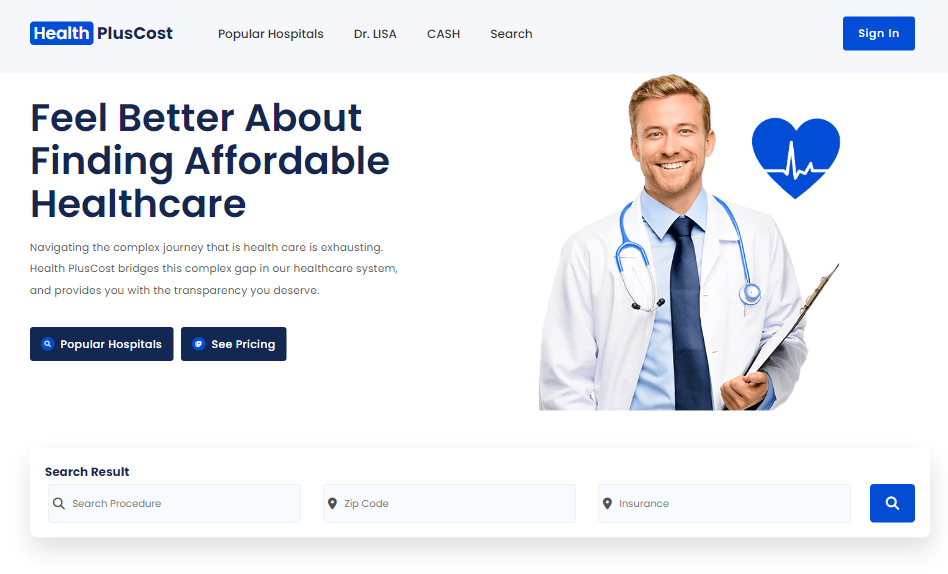 Health PlusCost
Popular Hospitals
Dr. LISA
CASH
Search
Sign In
Feel Better About
Finding Affordable
Healthcare
Navigating the complex journey that is health care is exhausting.
Health PlusCost bridges this complex gap in our healthcare system,
and provides you with the transparency you deserve.
Popular Hospitals
See Pricing
Search Result
Search Procedure
Zip Code
Insurance